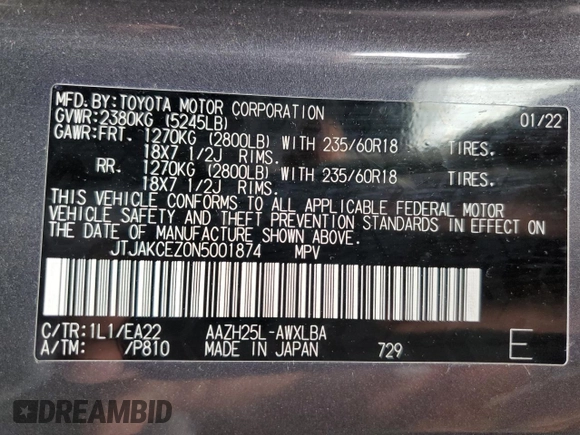 MFD.BY:TOYOTA MOTOR CORPORATION 01/22
GVWR:2380KG (5245LB)
GAWR:FRT. 1270KG (2800LB) WITH 235/60R18 TIRES.
18X7 1/2J RIMS.
RR. 1270KG (2800LB) WITH 235/60R18 TIRES.
18X7 1/2J RIMS.
THIS VEHICLE CONFORMS TO ALL APPLICABLE FEDERAL MOTOR
VEHICLE SAFETY AND THEFT PREVENTION STANDARDS IN EFFECT ON
THE DATE OF MANUFACTURE SHOWN ABOVE.
JTJAKCEZ0N5001874 MPV
C/TR:1L1/EA22 AAZH25L-AWXLBA
A/TM: /P810 MADE IN JAPAN 729 E
DREAMBID